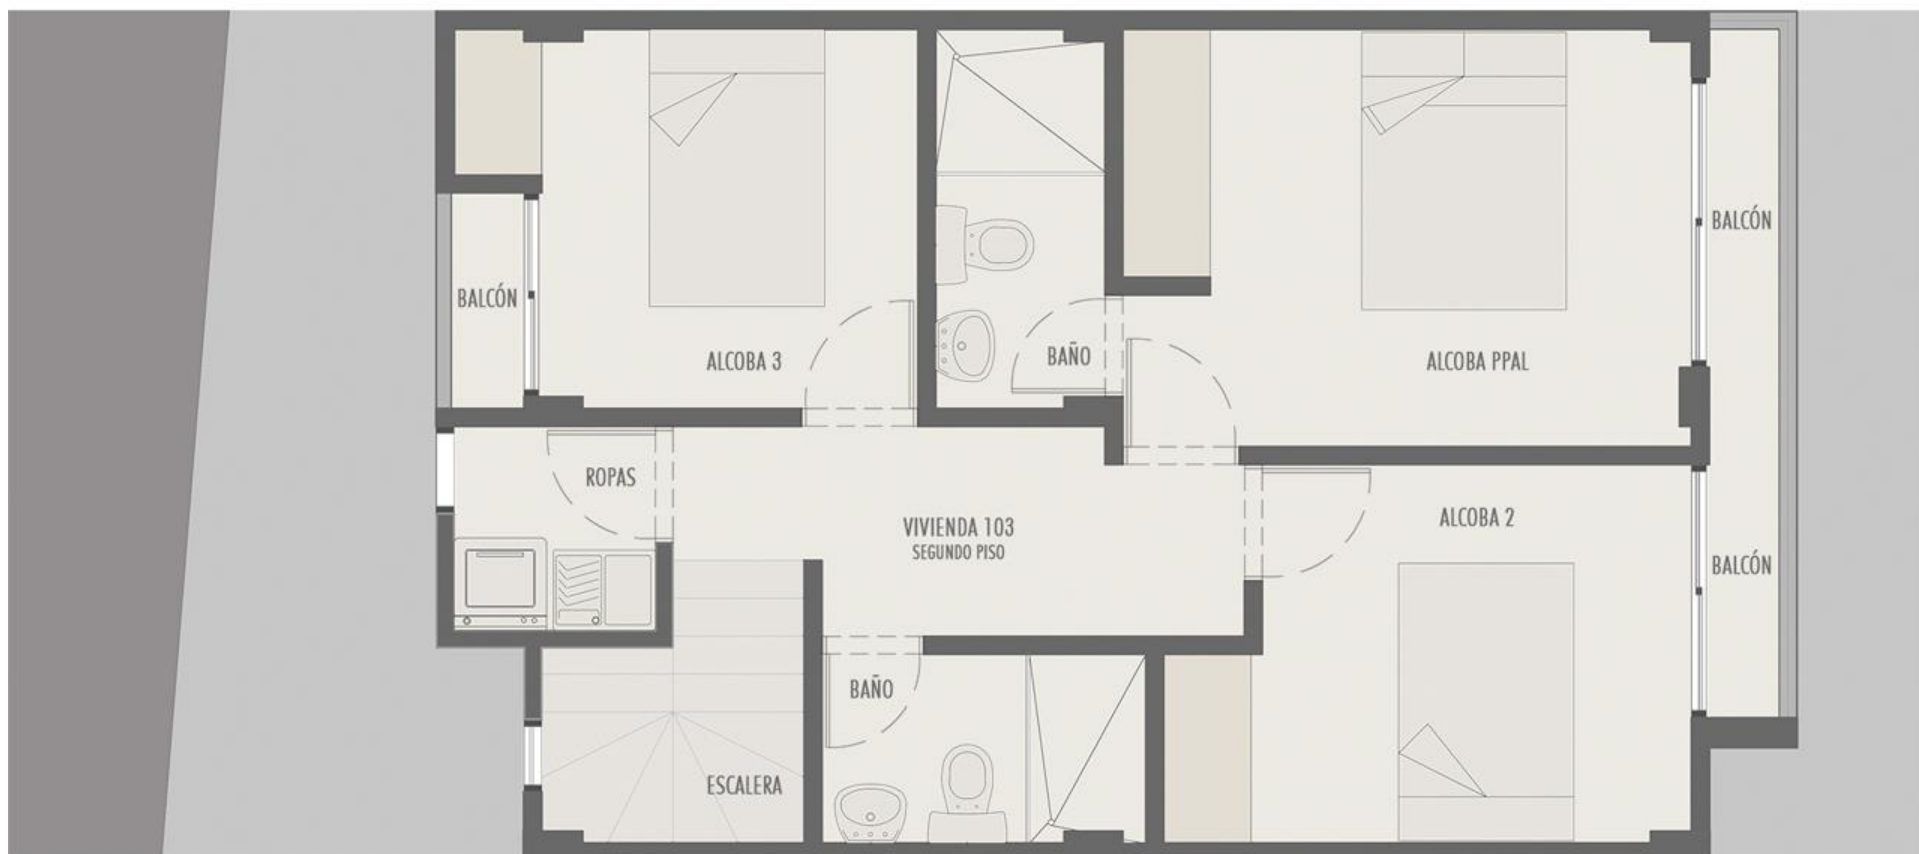 BALCÓN
BALCÓN
ALCOBA 3
BAÑO
ALCOBA PPAL
ROPAS
VIVIENDA 103
SEGUNDO PISO
ALCOBA 2
BALCÓN
BAÑO
ESCALERA